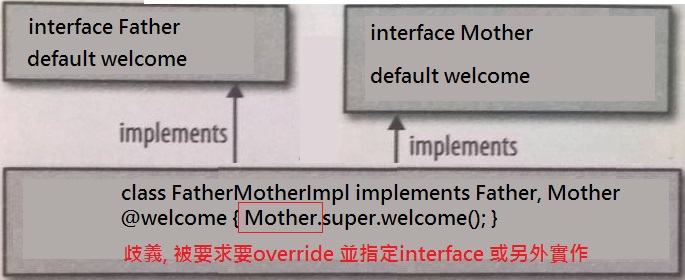 interface Father
default welcome
interface Mother
default welcome
implements
implements
class FatherMotherImpl implements Father, Mother
@welcome { Mother.super.welcome(); }
歧義, 被要求要override 並指定interface 或另外實作